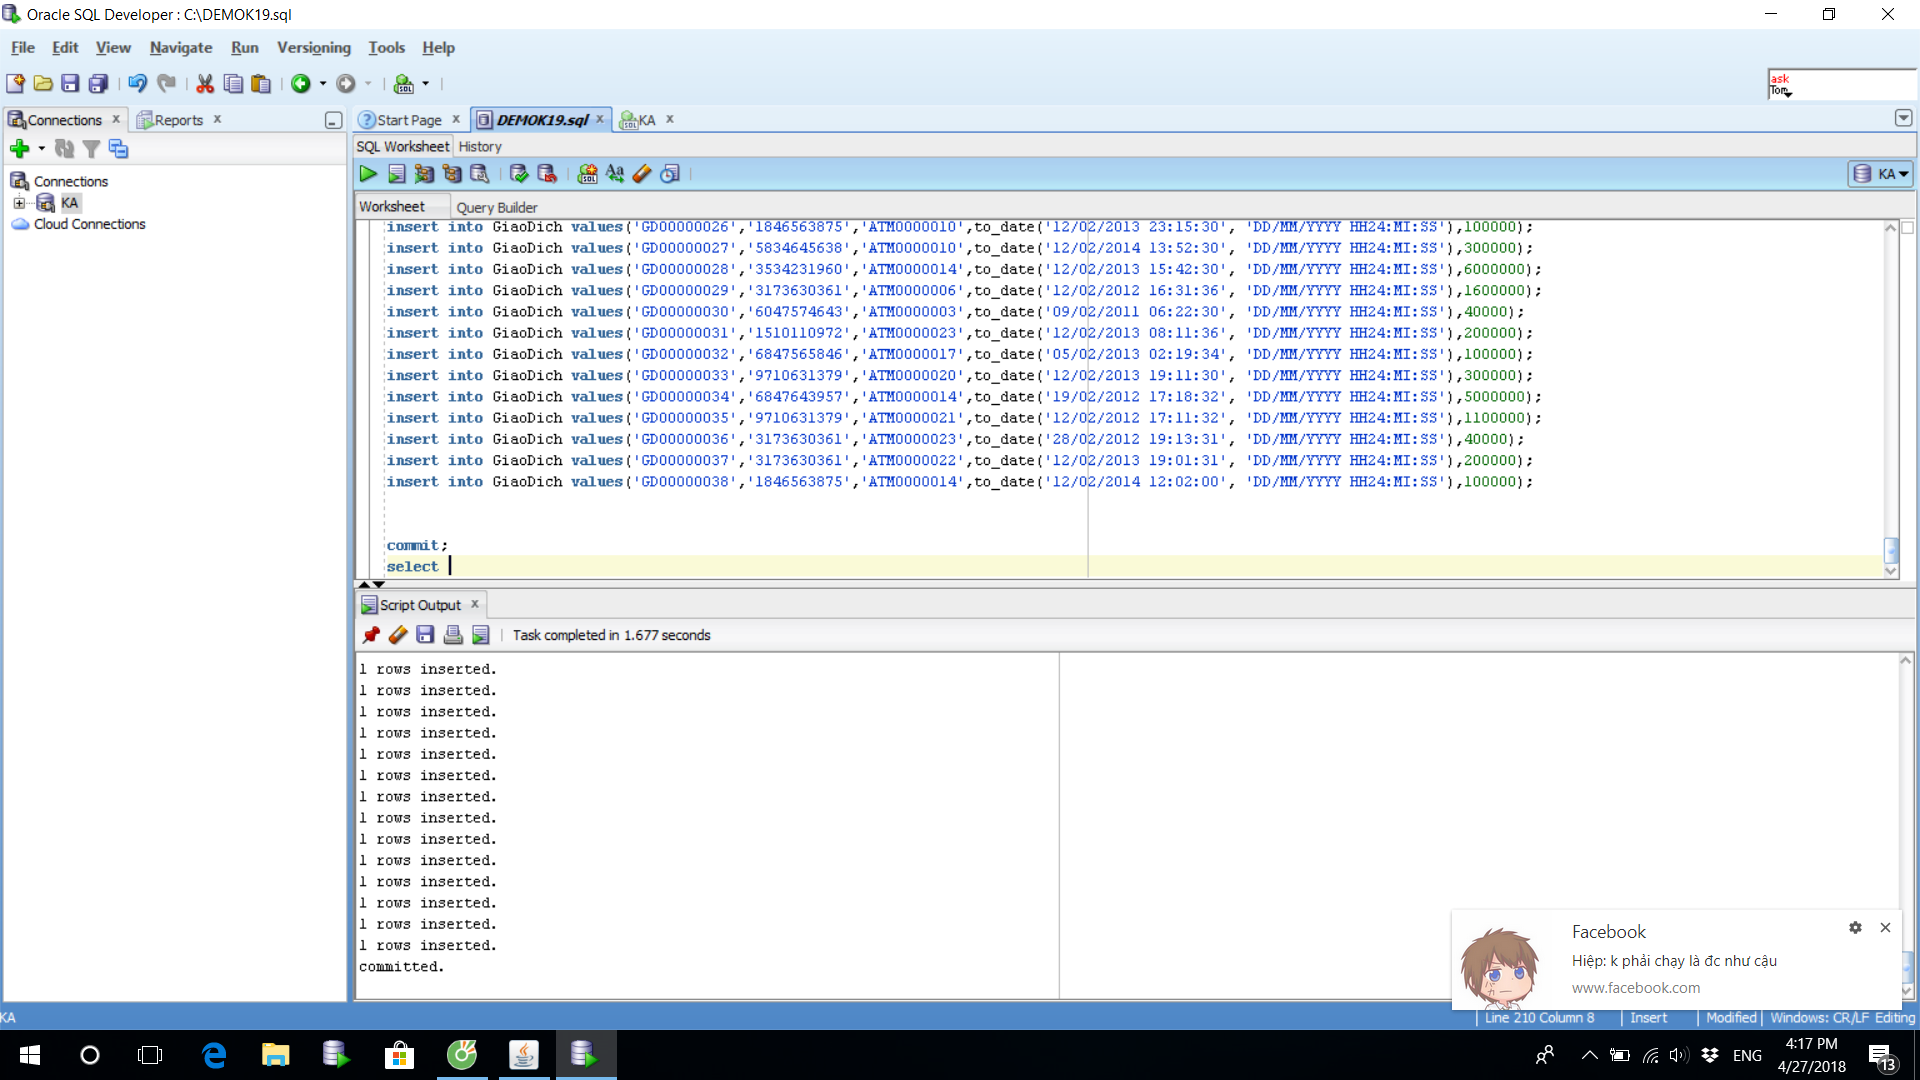 Oracle SQL Developer : C:\DEMOK19.sql
File Edit View Navigate Run Versioning Tools Help
ask
Tom
Connections
Reports
Start Page
DEMOK19.sql
KA
SQL Worksheet
History
KA
Connections
KA
Cloud Connections
Worksheet
Query Builder
insert into GiaoDich values('GD00000026','1846563875','ATM0000010',to_date('12/02/2013 23:15:30', 'DD/MM/YYYY HH24:MI:SS'),100000);
insert into GiaoDich values('GD00000027','5834645638','ATM0000010',to_date('12/02/2014 13:52:30', 'DD/MM/YYYY HH24:MI:SS'),300000);
insert into GiaoDich values('GD00000028','3534231960','ATM0000014',to_date('12/02/2013 15:42:30', 'DD/MM/YYYY HH24:MI:SS'),6000000);
insert into GiaoDich values('GD00000029','3173630361','ATM0000006',to_date('12/02/2012 16:31:36', 'DD/MM/YYYY HH24:MI:SS'),1600000);
insert into GiaoDich values('GD00000030','6047574643','ATM0000003',to_date('09/02/2011 06:22:30', 'DD/MM/YYYY HH24:MI:SS'),40000);
insert into GiaoDich values('GD00000031','1510110972','ATM0000023',to_date('12/02/2013 08:11:36', 'DD/MM/YYYY HH24:MI:SS'),200000);
insert into GiaoDich values('GD00000032','6847565846','ATM0000017',to_date('05/02/2013 02:19:34', 'DD/MM/YYYY HH24:MI:SS'),100000);
insert into GiaoDich values('GD00000033','9710631379','ATM0000020',to_date('12/02/2013 19:11:30', 'DD/MM/YYYY HH24:MI:SS'),300000);
insert into GiaoDich values('GD00000034','6847643957','ATM0000014',to_date('19/02/2012 17:18:32', 'DD/MM/YYYY HH24:MI:SS'),5000000);
insert into GiaoDich values('GD00000035','9710631379','ATM0000021',to_date('12/02/2012 17:11:32', 'DD/MM/YYYY HH24:MI:SS'),1100000);
insert into GiaoDich values('GD00000036','3173630361','ATM0000023',to_date('28/02/2012 19:13:31', 'DD/MM/YYYY HH24:MI:SS'),40000);
insert into GiaoDich values('GD00000037','3173630361','ATM0000022',to_date('12/02/2013 19:01:31', 'DD/MM/YYYY HH24:MI:SS'),200000);
insert into GiaoDich values('GD00000038','1846563875','ATM0000014',to_date('12/02/2014 12:02:00', 'DD/MM/YYYY HH24:MI:SS'),100000);
commit;
select
Script Output
Task completed in 1.677 seconds
1 rows inserted.
1 rows inserted.
1 rows inserted.
1 rows inserted.
1 rows inserted.
1 rows inserted.
1 rows inserted.
1 rows inserted.
1 rows inserted.
1 rows inserted.
1 rows inserted.
1 rows inserted.
1 rows inserted.
1 rows inserted.
committed.
Facebook
Hiệp: k phải chạy là đc như cậu
www.facebook.com
KA
Line 210 Column 8
Insert
Modified
Windows: CR/LF Editing
ENG
4:17 PM
4/27/2018
13